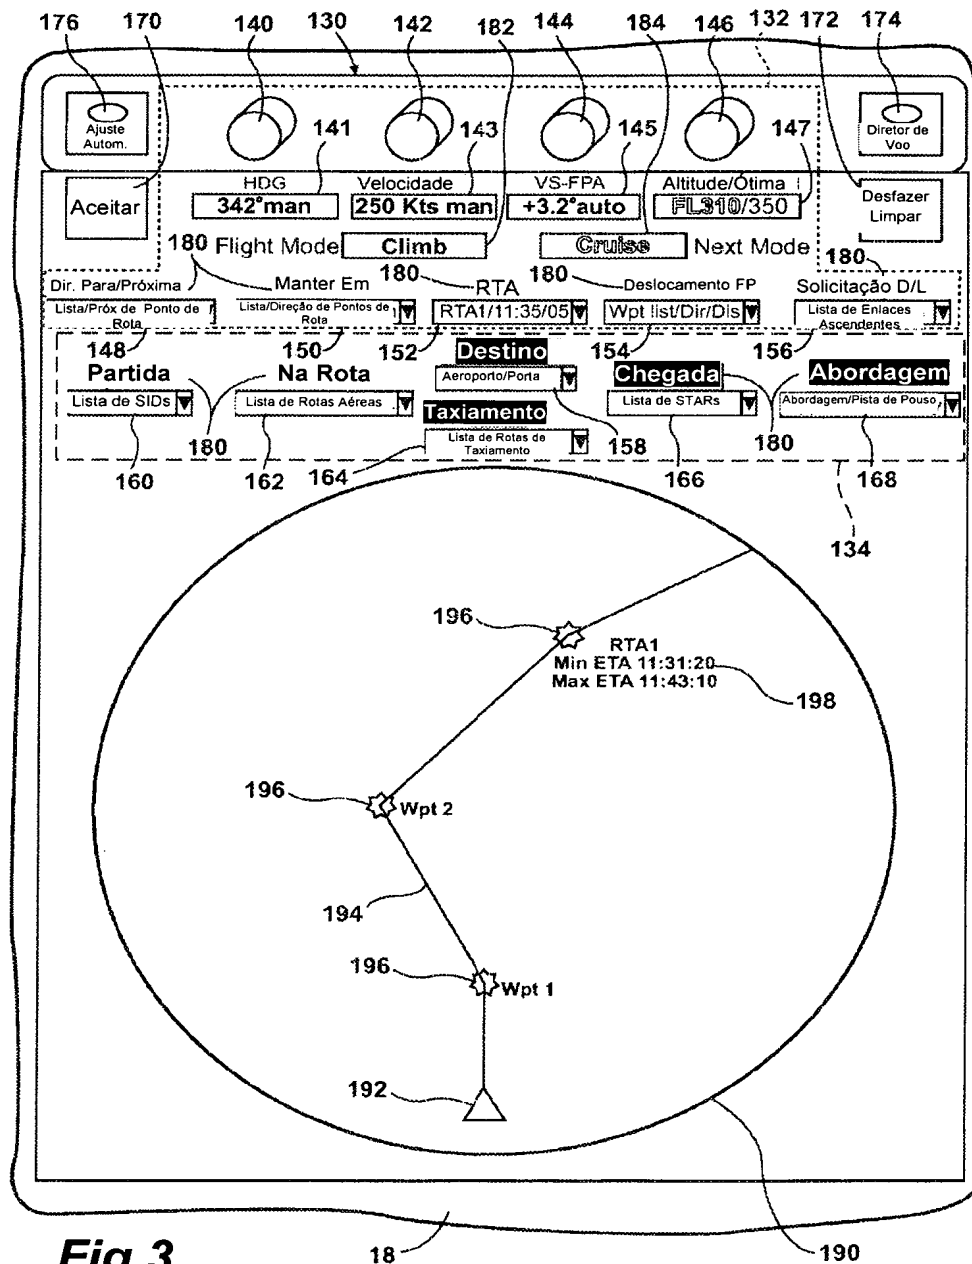 176 170 140 130 142 182 144 184 146 132 172 174
Ajuste Autom.
Diretor de Voo
141 143 145 147
Aceitar
HDG Velocidade VS-FPA Altitude/Ótima
342°man 250 Kts man +3.2°auto FL310/350
Desfazer Limpar
180 Flight Mode Climb Cruise Next Mode
180 180 180
Dir. Para/Próxima Manter Em RTA Deslocamento FP Solicitação D/L
Lista/Próx de Ponto de Rota
Lista/Direção de Pontos de Rota
RTA1/11:35/05
Wpt list/Dir/Dis
Lista de Enlaces Ascendentes
148 150 152 154 156
Destino
Partida Na Rota Aeroporto/Porta Chegada Abordagem
Lista de SIDs Lista de Rotas Aéreas Lista de STARs Abordagem/Pista de Pouso
Taxiamento
180 158 180
Lista de Rotas de Taxiamento
160 162 164 166 168
134
196
RTA1
Min ETA 11:31:20
Max ETA 11:43:10
198
196
Wpt 2
194
196
Wpt 1
192
18 190
Fig.3